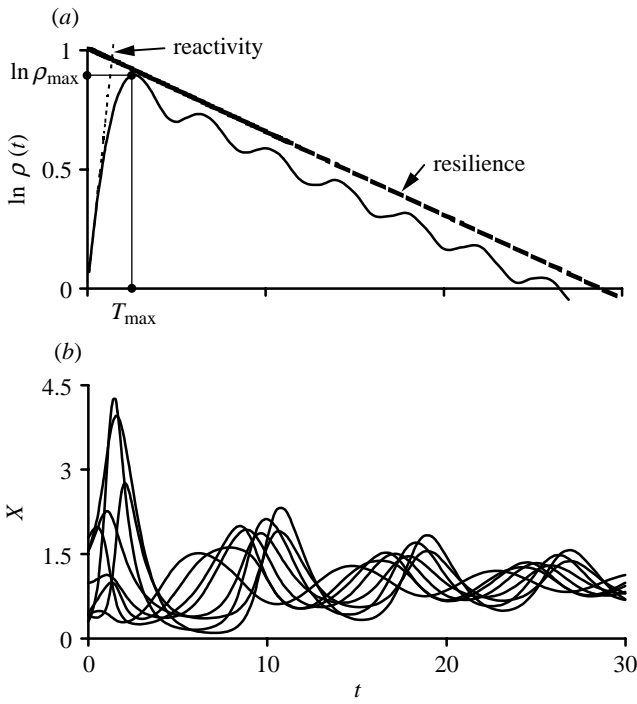 (a)
1
reactivity
ln ρmax
ln ρ (t)
0.5
resilience
0
Tmax
(b)
4.5
3
X
1.5
0
0
10
20
30
t